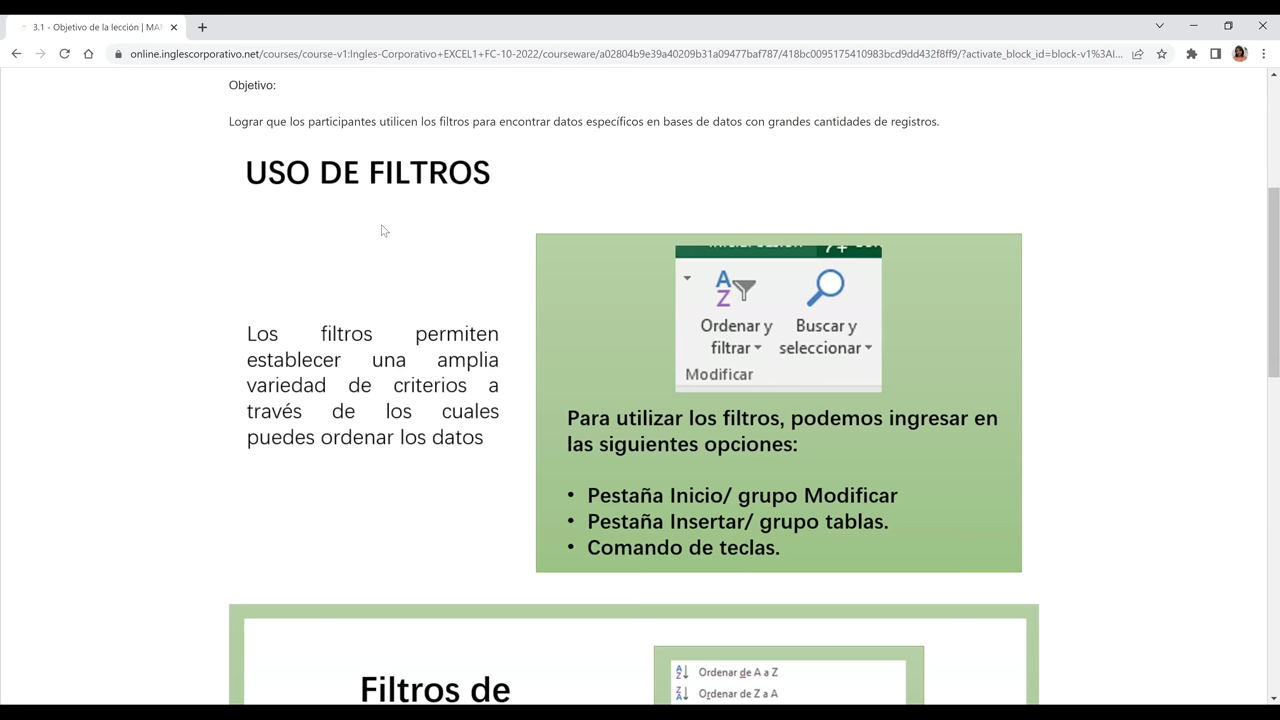 3.1 - Objetivo de la lección | MAN
online.inglescorporativo.net/courses/course-v1:Ingles-Corporativo+EXCEL1+FC-10-2022/courseware/a02804b9e39a40209b31a09477baf787/418bc0095175410983bcd9dd432f8ff9/?activate_block_id=block-v1%3AI...
Objetivo:
Lograr que los participantes utilicen los filtros para encontrar datos específicos en bases de datos con grandes cantidades de registros.
USO DE FILTROS
Los filtros permiten
establecer una amplia
variedad de criterios a
través de los cuales
puedes ordenar los datos
A
Z
Ordenar y
filtrar
Buscar y
seleccionar
Modificar
Para utilizar los filtros, podemos ingresar en
las siguientes opciones:
• Pestaña Inicio/ grupo Modificar
• Pestaña Insertar/ grupo tablas.
• Comando de teclas.
Filtros de
Ordenar de A a Z
Ordenar de Z a A